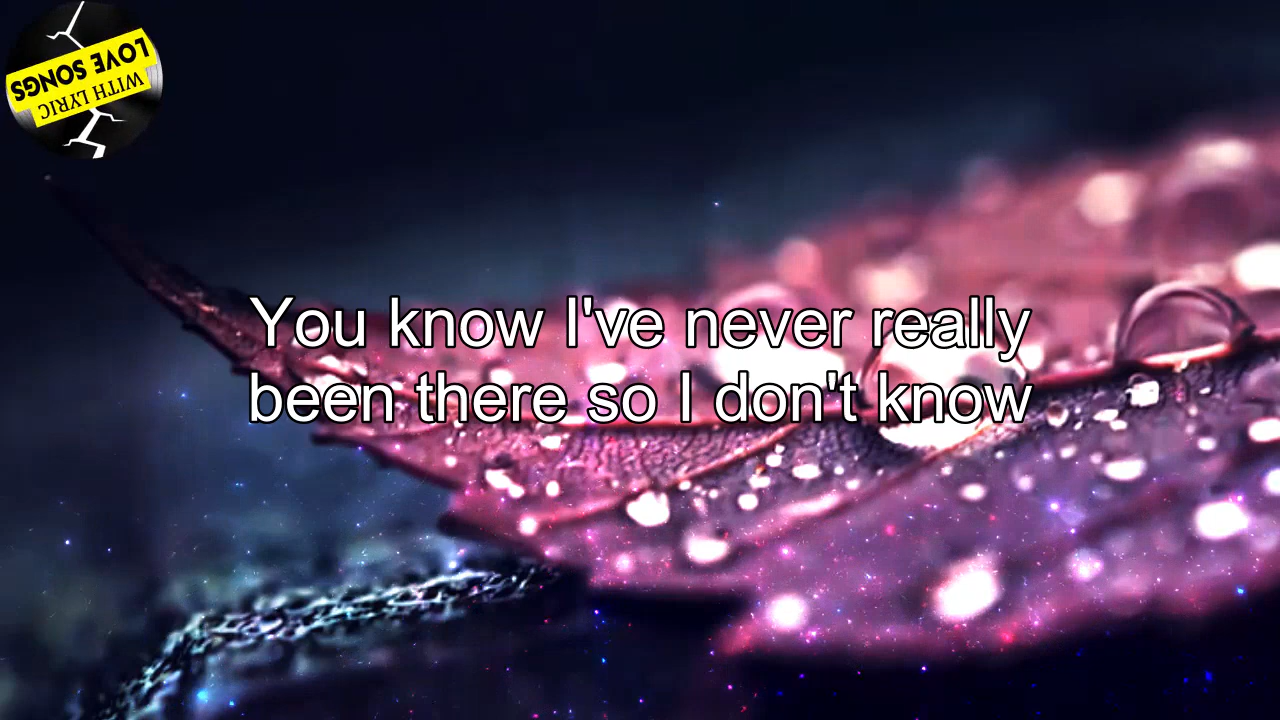 LOVE SONGS
WITH LYRIC
You know I've never really
been there so I don't know